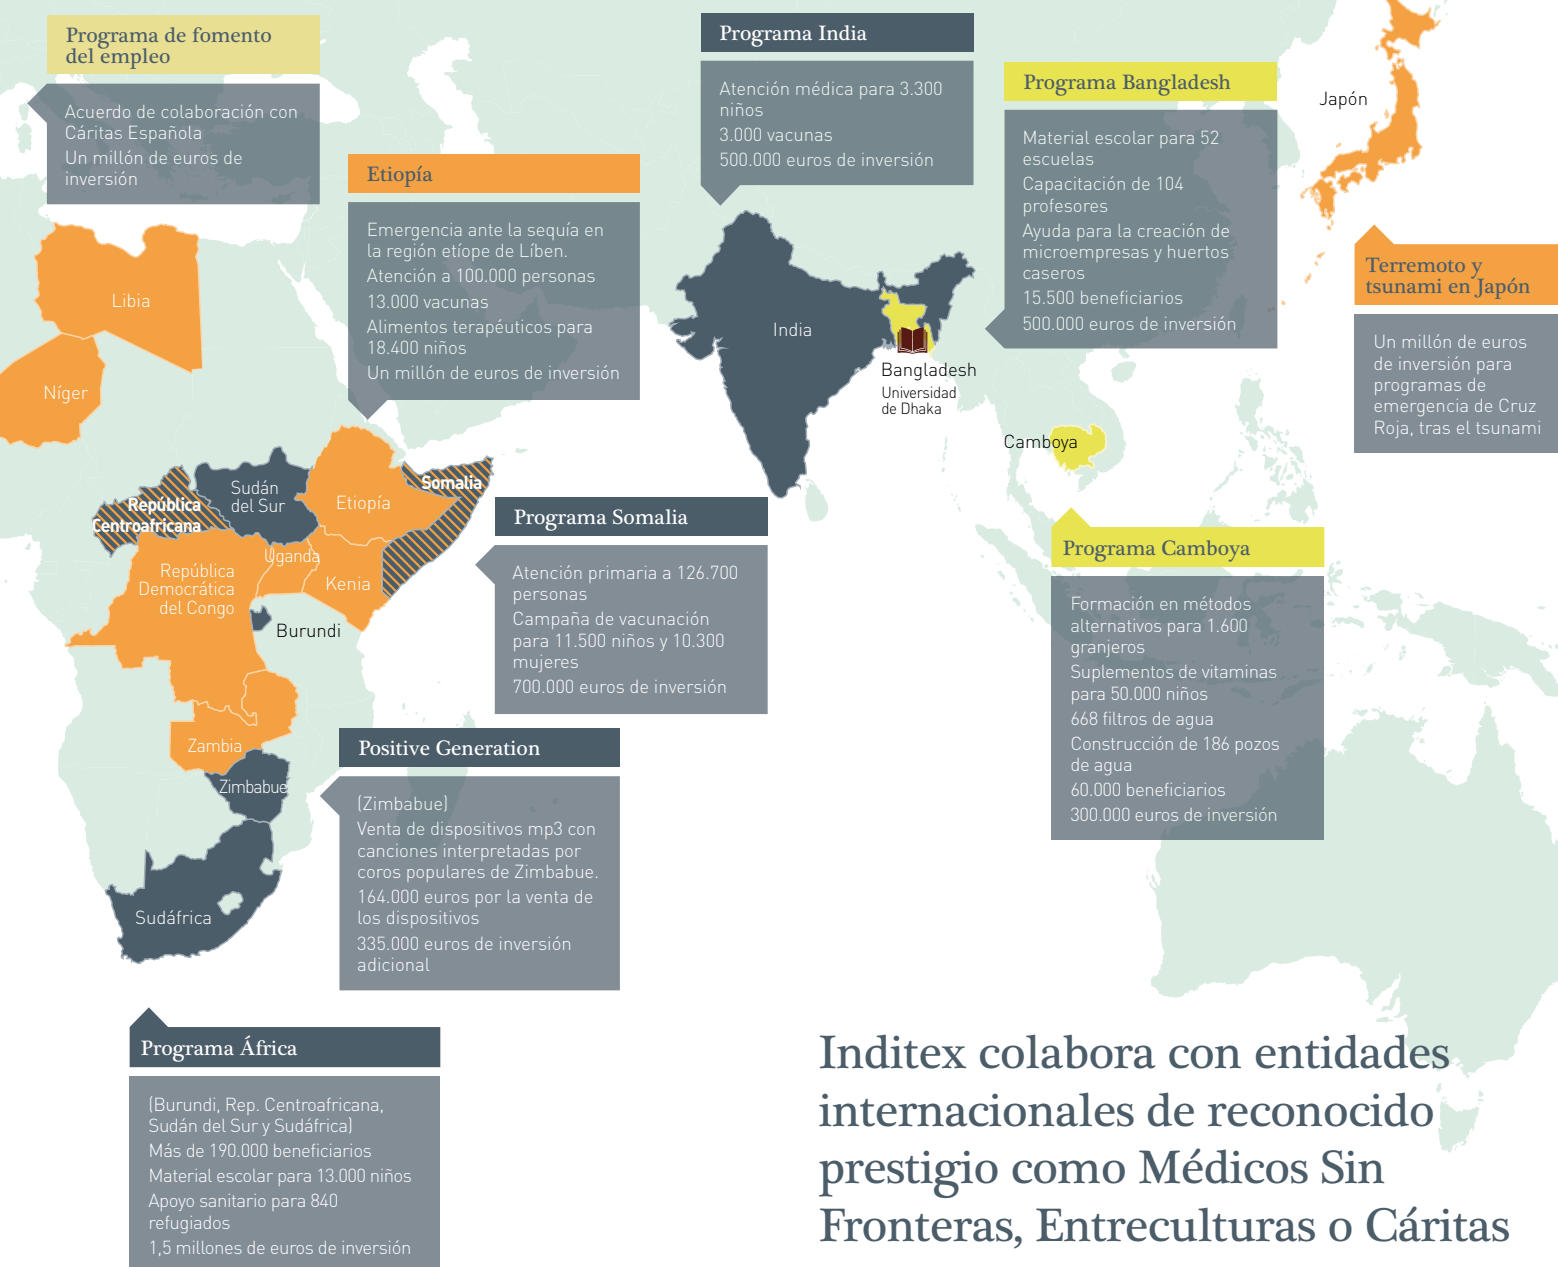 Programa de fomento
del empleo
Acuerdo de colaboración con
Cáritas Española
Un millón de euros de
inversión
Etiopía
Emergencia ante la sequía en
la región etíope de Líben.
Atención a 100.000 personas
13.000 vacunas
Alimentos terapéuticos para
18.400 niños
Un millón de euros de inversión
Programa India
Atención médica para 3.300
niños
3.000 vacunas
500.000 euros de inversión
Programa Bangladesh
Material escolar para 52
escuelas
Capacitación de 104
profesores
Ayuda para la creación de
microempresas y huertos
caseros
15.500 beneficiarios
500.000 euros de inversión
Japón
Terremoto y
tsunami en Japón
Un millón de euros
de inversión para
programas de
emergencia de Cruz
Roja, tras el tsunami
Libia
Níger
India
Bangladesh
Universidad
de Dhaka
Camboya
Sudán
del Sur
Etiopía
Somalia
República
Centroafricana
Uganda
Kenia
República
Democrática
del Congo
Burundi
Zambia
Zimbabue
Sudáfrica
Programa Somalia
Atención primaria a 126.700
personas
Campaña de vacunación
para 11.500 niños y 10.300
mujeres
700.000 euros de inversión
Programa Camboya
Formación en métodos
alternativos para 1.600
granjeros
Suplementos de vitaminas
para 50.000 niños
668 filtros de agua
Construcción de 186 pozos
de agua
60.000 beneficiarios
300.000 euros de inversión
Positive Generation
(Zimbabue)
Venta de dispositivos mp3 con
canciones interpretadas por
coros populares de Zimbabue.
164.000 euros por la venta de
los dispositivos
335.000 euros de inversión
adicional
Programa África
(Burundi, Rep. Centroafricana,
Sudán del Sur y Sudáfrica)
Más de 190.000 beneficiarios
Material escolar para 13.000 niños
Apoyo sanitario para 840
refugiados
1,5 millones de euros de inversión
Inditex colabora con entidades
internacionales de reconocido
prestigio como Médicos Sin
Fronteras, Entreculturas o Cáritas